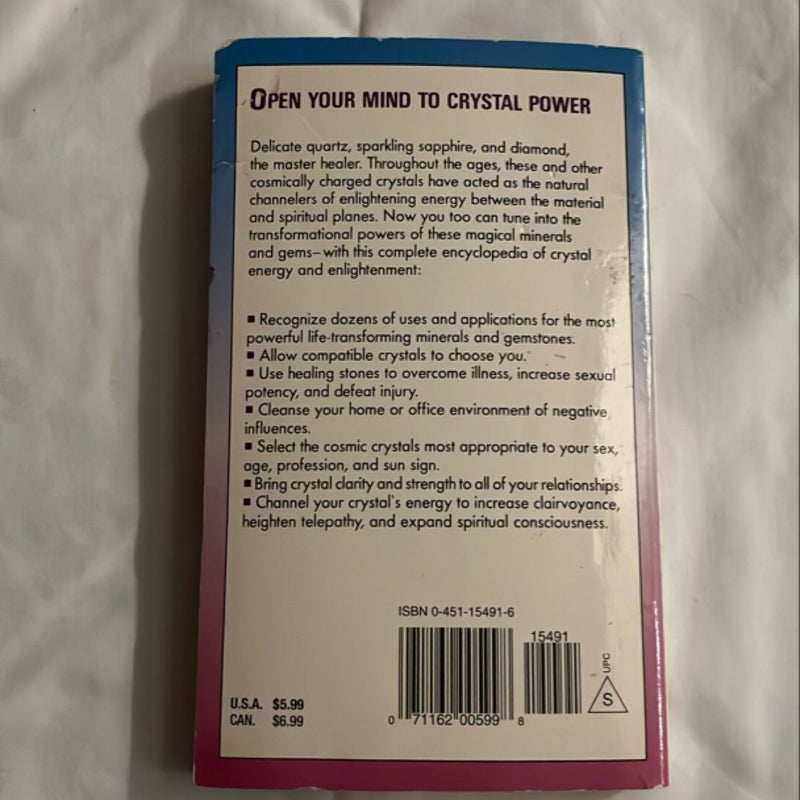 OPEN YOUR MIND TO CRYSTAL POWER
Delicate quartz, sparkling sapphire, and diamond,
the master healer. Throughout the ages, these and other
cosmically charged crystals have acted as the natural
channelers of enlightening energy between the material
and spiritual planes. Now you too can tune into the
transformational powers of these magical minerals
and gems—with this complete encyclopedia of crystal
energy and enlightenment:
■ Recognize dozens of uses and applications for the most
powerful life-transforming minerals and gemstones.
■ Allow compatible crystals to choose you.
■ Use healing stones to overcome illness, increase sexual
potency, and defeat injury.
■ Cleanse your home or office environment of negative
influences.
■ Select the cosmic crystals most appropriate to your sex,
age, profession, and sun sign.
■ Bring crystal clarity and strength to all of your relationships.
■ Channel your crystal's energy to increase clairvoyance,
heighten telepathy, and expand spiritual consciousness.
ISBN 0-451-15491-6
15491
UPC
S
U.S.A. $5.99
CAN. $6.99
0 71162 00599 8